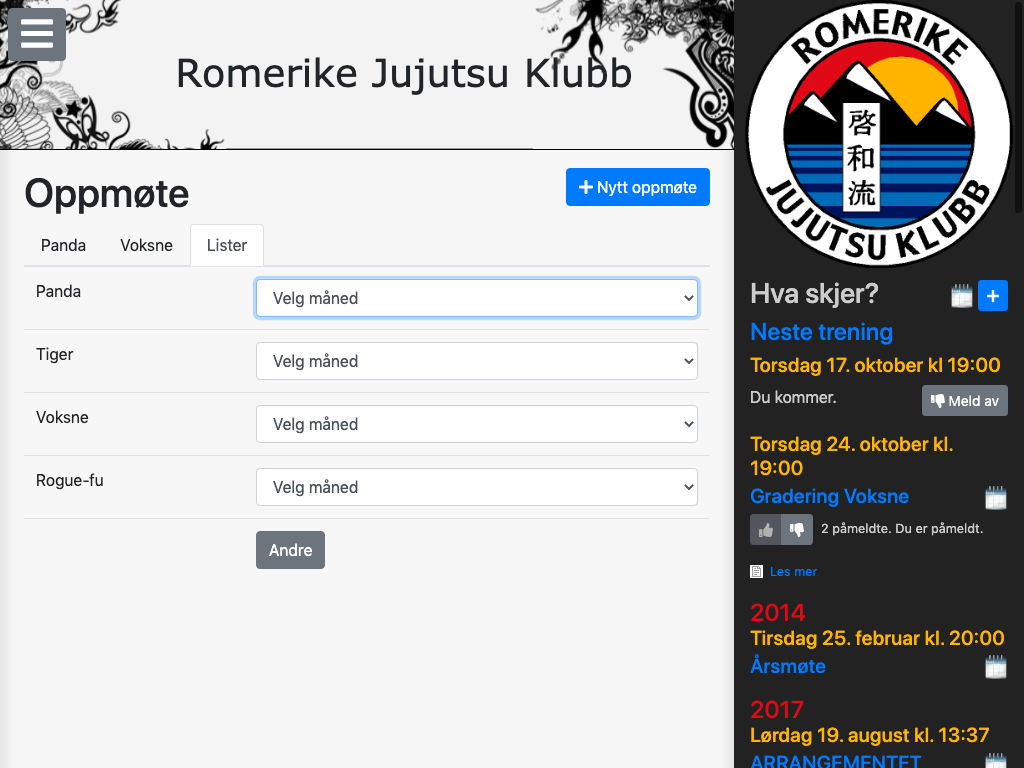 Romerike Jujutsu Klubb
Oppmøte
Nytt oppmøte
Panda
Voksne
Lister
Panda
Velg måned
Tiger
Velg måned
Voksne
Velg måned
Rogue-fu
Velg måned
Andre
ROMERIKE
啓和流
JUJUTSU KLUBB
Hva skjer?
Neste trening
Torsdag 17. oktober kl 19:00
Du kommer.
Meld av
Torsdag 24. oktober kl.
19:00
Gradering Voksne
2 påmeldte. Du er påmeldt.
Les mer
2014
Tirsdag 25. februar kl. 20:00
Årsmøte
2017
Lørdag 19. august kl. 13:37
ARRANGEMENTET